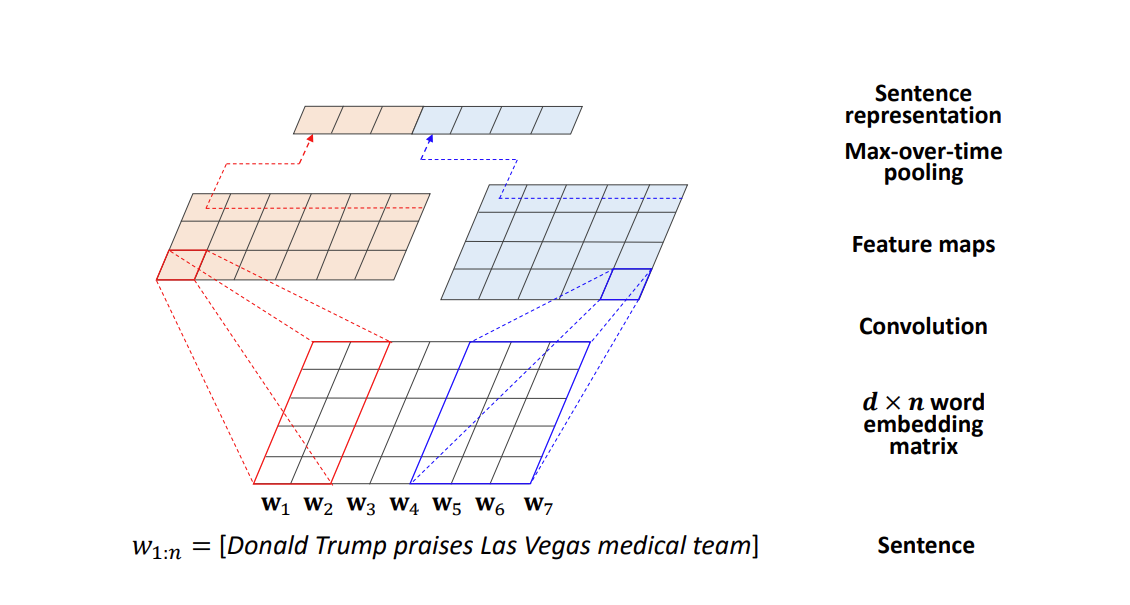 Sentence
representation
Max-over-time
pooling
Feature maps
Convolution
d × n word
embedding
matrix
w₁ w₂ w₃ w₄ w₅ w₆ w₇
w₁:ₙ = [Donald Trump praises Las Vegas medical team]
Sentence